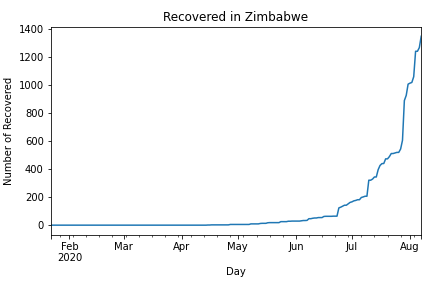 Recovered in Zimbabwe
Number of Recovered
1400
1200
1000
800
600
400
200
0
Feb
2020
Mar
Apr
May
Jun
Jul
Aug
Day